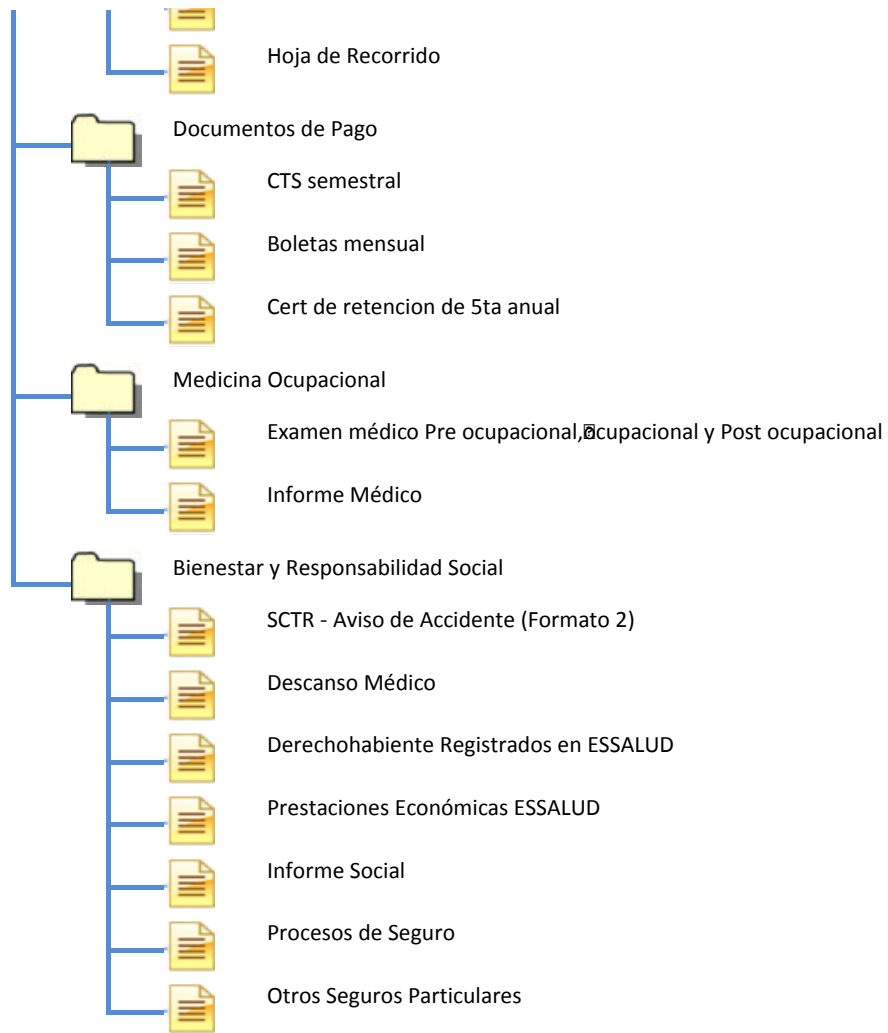 Hoja de Recorrido
Documentos de Pago
CTS semestral
Boletas mensual
Cert de retencion de 5ta anual
Medicina Ocupacional
Examen médico Pre ocupacional, Ocupacional y Post ocupacional
Informe Médico
Bienestar y Responsabilidad Social
SCTR - Aviso de Accidente (Formato 2)
Descanso Médico
Derechohabiente Registrados en ESSALUD
Prestaciones Económicas ESSALUD
Informe Social
Procesos de Seguro
Otros Seguros Particulares